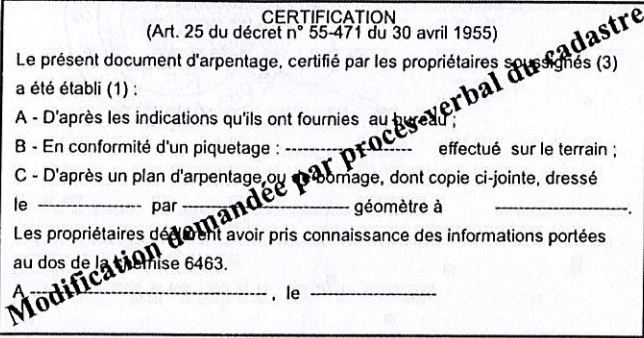 CERTIFICATION
(Art. 25 du décret n° 55-471 du 30 avril 1955)
Le présent document d'arpentage, certifié par les propriétaires soussignés (3)
a été établi (1) :
A - D'après les indications qu'ils ont fournies au bureau ;
B - En conformité d'un piquetage : ---------------------- effectué sur le terrain ;
C - D'après un plan d'arpentage ou de bornage, dont copie ci-jointe, dressé
le ------------------ par ----------------------------- géomètre à -----------------------.
Les propriétaires déclarent avoir pris connaissance des informations portées
au dos de la chemise 6463.
A ------------------------------------------ , le ----------------------
Modification demandée par procès-verbal du cadastre